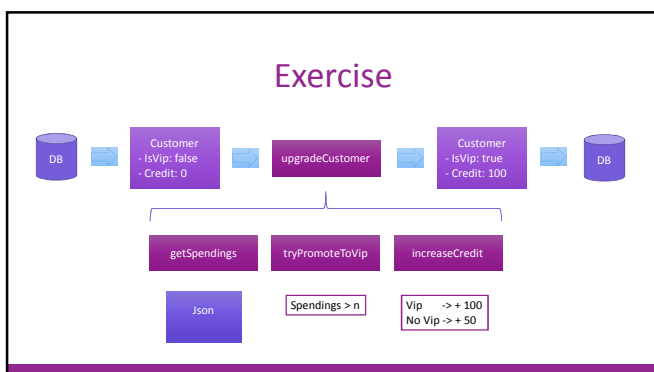 Exercise
DB
Customer
- IsVip: false
- Credit: 0
upgradeCustomer
Customer
- IsVip: true
- Credit: 100
DB
getSpendings
tryPromoteToVip
increaseCredit
Json
Spendings > n
Vip -> + 100
No Vip -> + 50